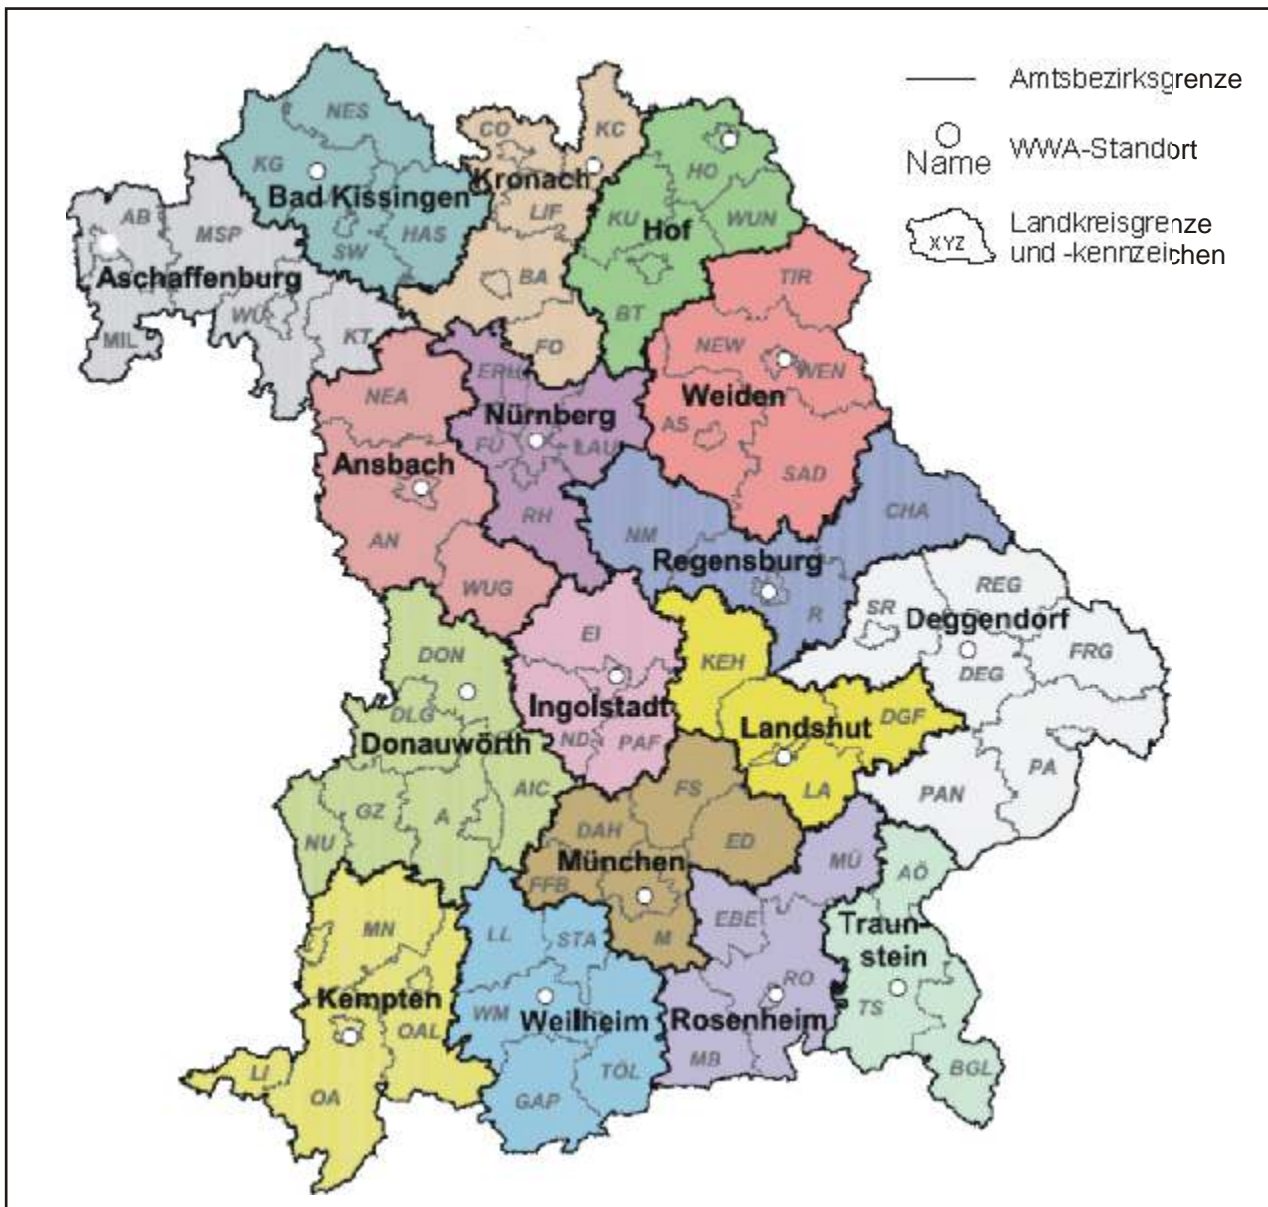 Amtsbezirksgrenze
Name WWA-Standort
XYZ Landkreisgrenze
und -kennzeichen
NES
KG
Bad Kissingen
SW
HAS
CO
KC
Kronach
LIF
BA
FO
HO
KU
WUN
Hof
BT
AB
MSP
Aschaffenburg
WÜ
MIL
KT
TIR
NEW
WEN
Weiden
AS
SAD
NEA
Ansbach
AN
WUG
ERH
Nürnberg
FÜ
LAU
RH
CHA
NM
Regensburg
R
REG
SR
Deggendorf
FRG
DEG
PA
PAN
EI
Ingolstadt
ND
PAF
KEH
Landshut
DGF
LA
DON
DLG
Donauwörth
AIC
GZ
A
NU
FS
DAH
ED
München
FFB
M
MÜ
EBE
RO
Rosenheim
MB
AÖ
Traun-
stein
TS
BGL
MN
Kempten
OAL
LI
OA
LL
STA
WM
Weilheim
TÖL
GAP